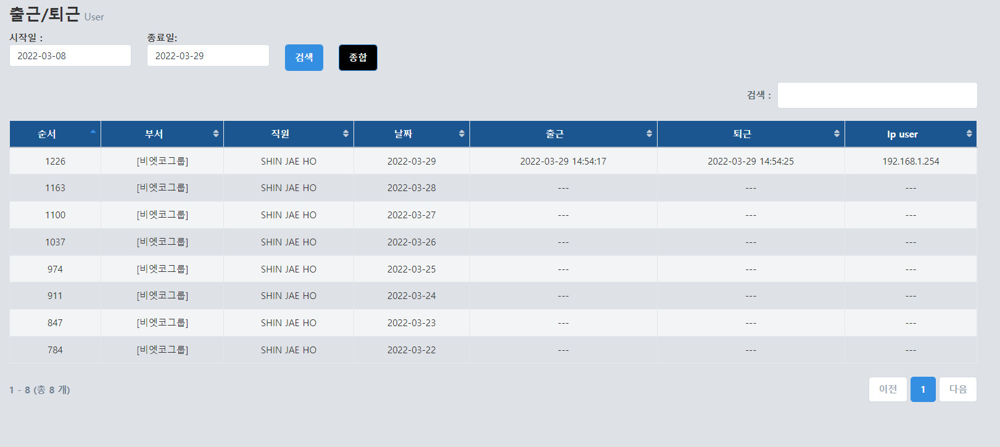 출근/퇴근 User
시작일 : 종료일:
2022-03-08 2022-03-29 검색 종합
검색 :
순서 부서 직원 날짜 출근 퇴근 Ip user
1226 [비엣코그룹] SHIN JAE HO 2022-03-29 2022-03-29 14:54:17 2022-03-29 14:54:25 192.168.1.254
1163 [비엣코그룹] SHIN JAE HO 2022-03-28 --- --- ---
1100 [비엣코그룹] SHIN JAE HO 2022-03-27 --- --- ---
1037 [비엣코그룹] SHIN JAE HO 2022-03-26 --- --- ---
974 [비엣코그룹] SHIN JAE HO 2022-03-25 --- --- ---
911 [비엣코그룹] SHIN JAE HO 2022-03-24 --- --- ---
847 [비엣코그룹] SHIN JAE HO 2022-03-23 --- --- ---
784 [비엣코그룹] SHIN JAE HO 2022-03-22 --- --- ---
1 - 8 (총 8 개) 이전 1 다음